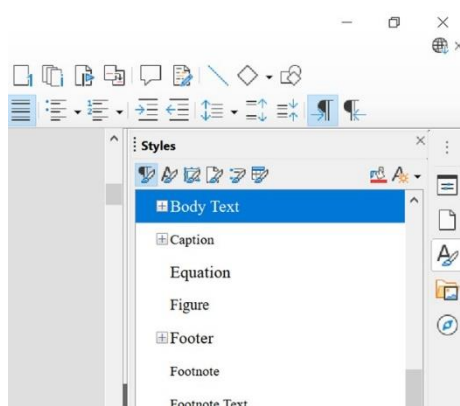 Styles
Body Text
Caption
Equation
Figure
Footer
Footnote
Footnote Text